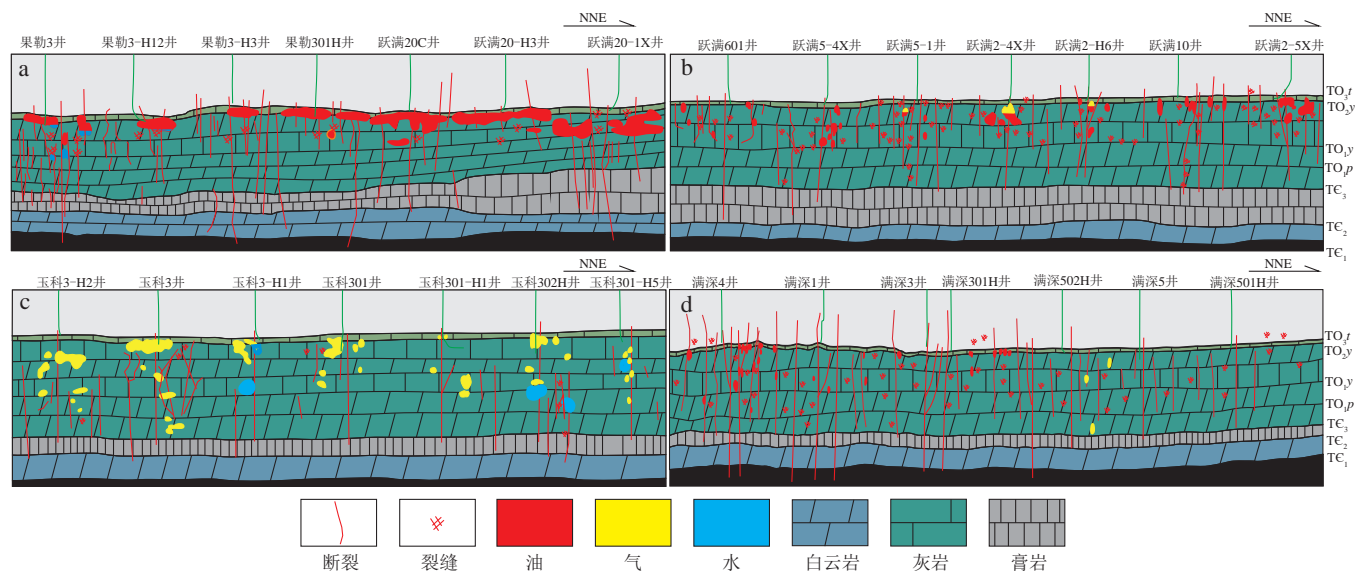 NNE
果勒3井 果勒3-H12井 果勒3-H3井 果勒301H井 跃满20C井 跃满20-H3井 跃满20-1X井
a
NNE
跃满601井 跃满5-4X井 跃满5-1井 跃满2-4X井 跃满2-H6井 跃满10井 跃满2-5X井
b
TO₃t
TO₂y
TO₁y
TO₁p
TЄ₃
TЄ₂
TЄ₁
NNE
玉科3-H2井 玉科3井 玉科3-H1井 玉科301井 玉科301-H1井 玉科302H井 玉科301-H5井
c
NNE
满深4井 满深1井 满深3井 满深301H井 满深502H井 满深5井 满深501H井
d
TO₃t
TO₂y
TO₁y
TO₁p
TЄ₃
TЄ₂
TЄ₁
断裂 裂缝 油 气 水 白云岩 灰岩 膏岩